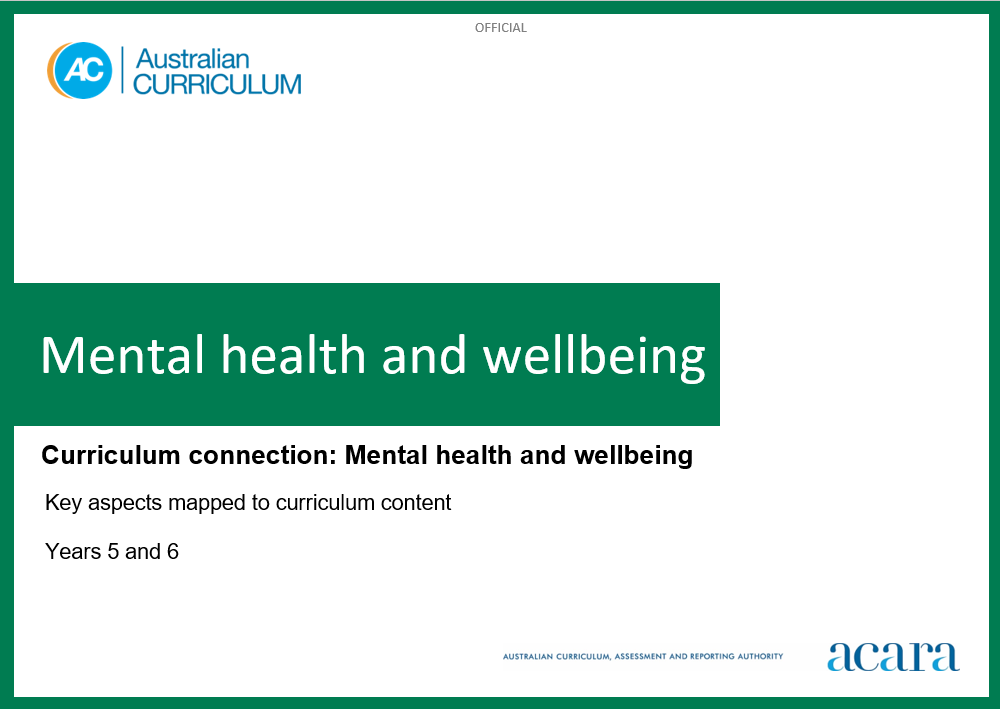 OFFICIAL
AC
Australian
CURRICULUM
Mental health and wellbeing
Curriculum connection: Mental health and wellbeing
Key aspects mapped to curriculum content
Years 5 and 6
AUSTRALIAN CURRICULUM, ASSESSMENT AND REPORTING AUTHORITY
acara